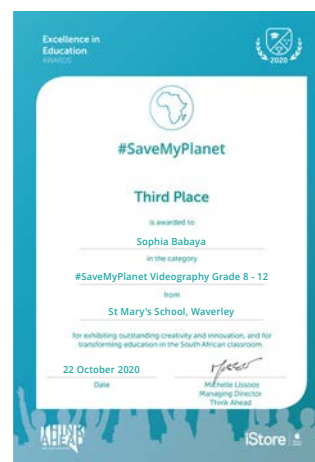 Excellence in
Education
AWARDS
2020
#SaveMyPlanet
Third Place
is awarded to
Sophia Babaya
in the category
#SaveMyPlanet Videography Grade 8 - 12
from
St Mary's School, Waverley
for exhibiting outstanding creativity and innovation, and for
transforming education in the South African classroom.
22 October 2020
Date
Michelle Lissoos
Managing Director
Think Ahead
THINK
AHEAD
iStore